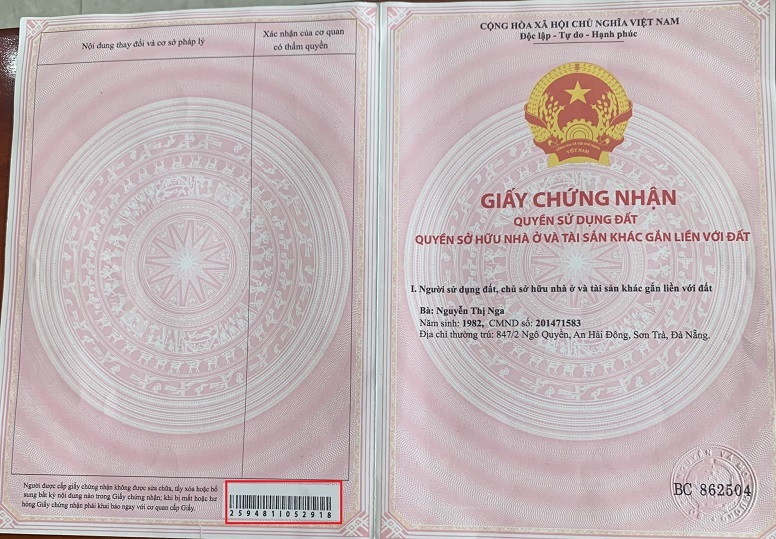 Nội dung thay đổi và cơ sở pháp lý
Xác nhận của cơ quan
có thẩm quyền
Người được cấp giấy chứng nhận không được sửa chữa, tẩy xóa hoặc bổ
sung bất kỳ nội dung nào trong Giấy chứng nhận; khi bị mất hoặc hư
hỏng Giấy chứng nhận phải khai báo ngay với cơ quan cấp Giấy.
259481105291 8
CỘNG HÒA XÃ HỘI CHỦ NGHĨA VIỆT NAM
Độc lập - Tự do - Hạnh phúc
VIỆT NAM
GIẤY CHỨNG NHẬN
QUYỀN SỬ DỤNG ĐẤT
QUYỀN SỞ HỮU NHÀ Ở VÀ TÀI SẢN KHÁC GẮN LIỀN VỚI ĐẤT
I. Người sử dụng đất, chủ sở hữu nhà ở và tài sản khác gắn liền với đất
Bà: Nguyễn Thị Nga
Năm sinh: 1982, CMND số: 201471583
Địa chỉ thường trú: 847/2 Ngô Quyền, An Hải Đông, Sơn Trà, Đà Nẵng.
BC 862504